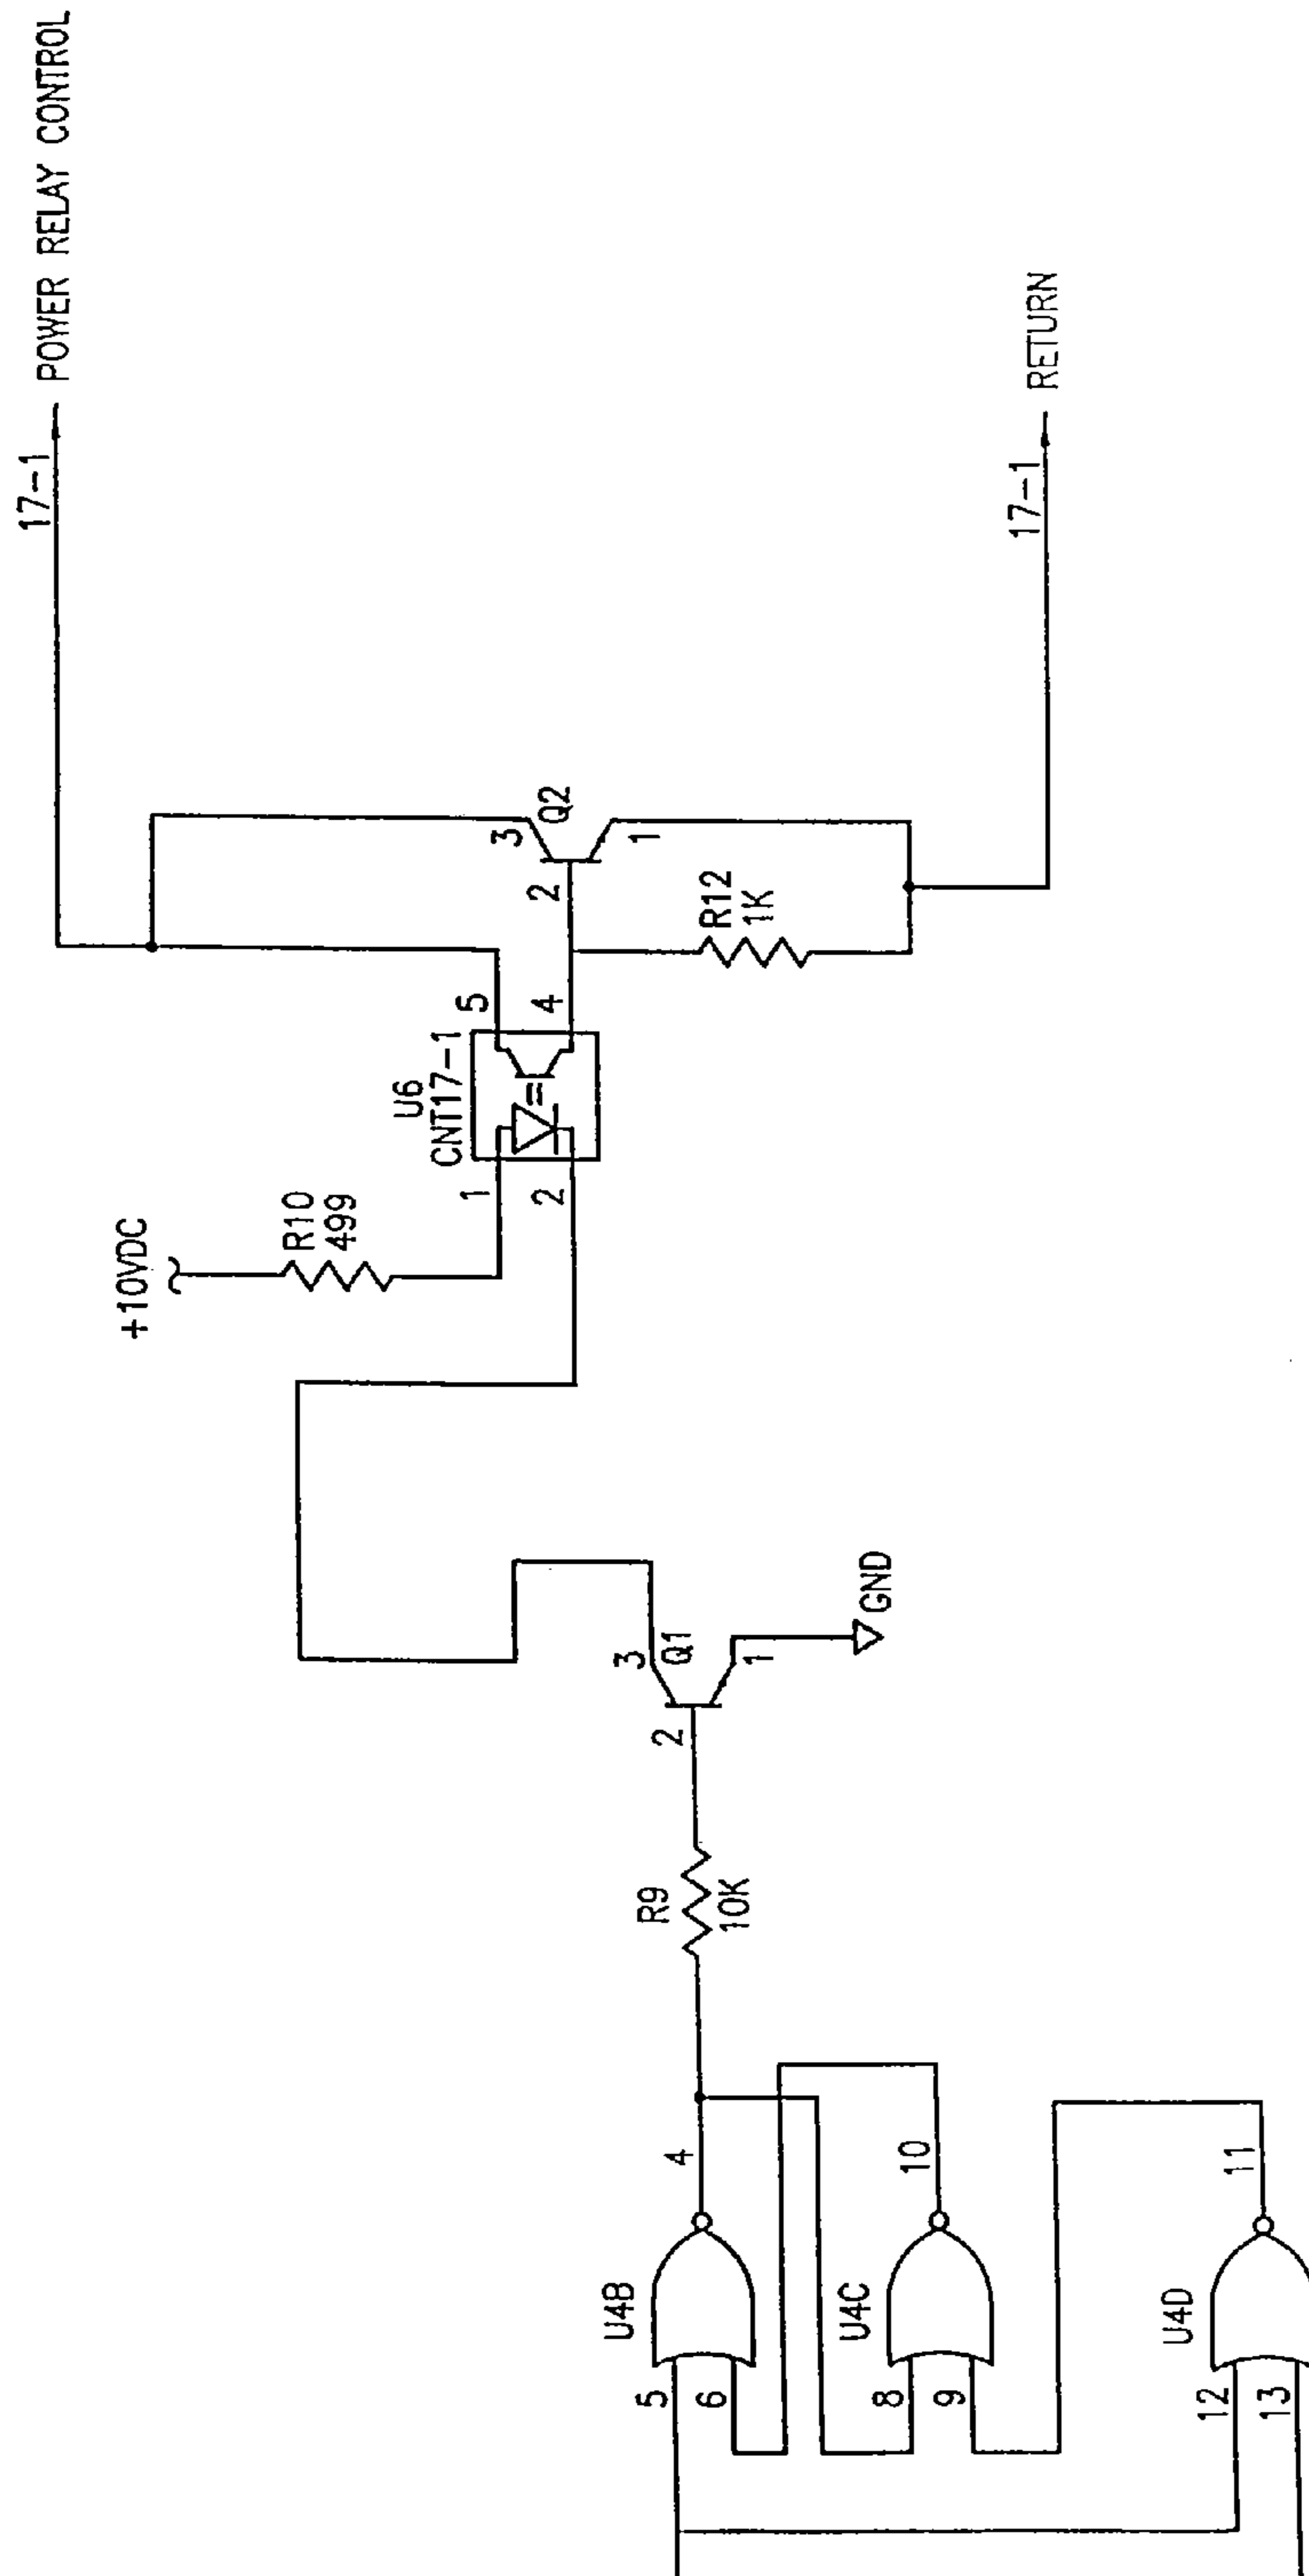 17-1
POWER RELAY CONTROL
+10VDC
R10
499
U6
CNT17-1
1
2
5
4
3
Q2
2
1
R12
1K
17-1
RETURN
3
Q1
2
1
GND
R9
10K
U4B
5
6
4
U4C
8
9
10
U4D
12
13
11